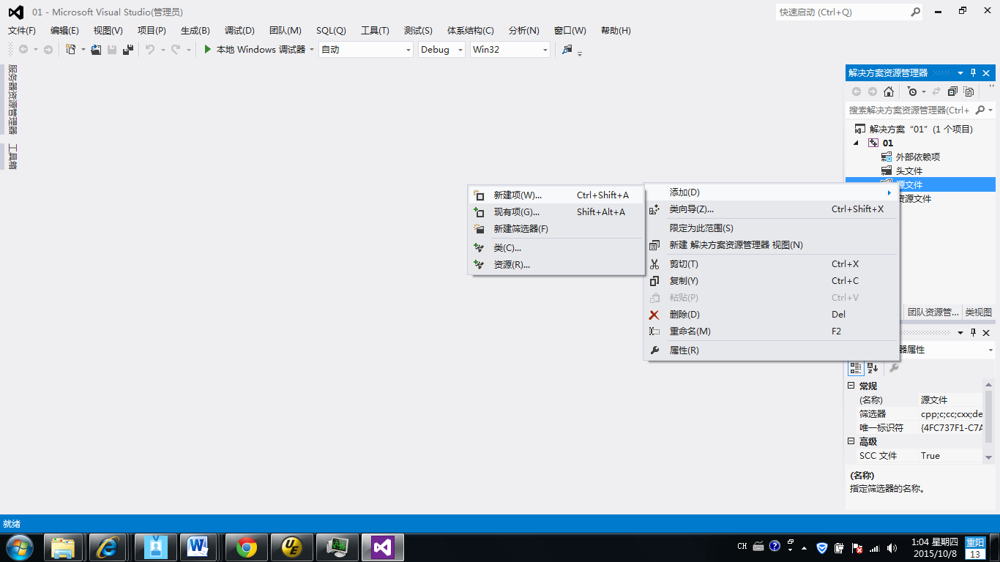 01 - Microsoft Visual Studio(管理员)
快速启动 (Ctrl+Q)
文件(F) 编辑(E) 视图(V) 项目(P) 生成(B) 调试(D) 团队(M) SQL(Q) 工具(T) 测试(S) 体系结构(C) 分析(N) 窗口(W) 帮助(H)
本地 Windows 调试器 自动 Debug Win32
服务器资源管理器
工具箱
解决方案资源管理器
搜索解决方案资源管理器(Ctrl+
解决方案“01”(1 个项目)
01
外部依赖项
头文件
源文件
资源文件
新建项(W)... Ctrl+Shift+A
现有项(G)... Shift+Alt+A
新建筛选器(F)
类(C)...
资源(R)...
添加(D)
类向导(Z)... Ctrl+Shift+X
限定为此范围(S)
新建 解决方案资源管理器 视图(N)
剪切(T) Ctrl+X
复制(Y) Ctrl+C
粘贴(P) Ctrl+V
删除(D) Del
重命名(M) F2
属性(R)
团队资源管... 类视图
器属性
常规
(名称) 源文件
筛选器 cpp;c;cc;cxx;de
唯一标识符 {4FC737F1-C7A
高级
SCC 文件 True
(名称)
指定筛选器的名称。
就绪
CH
1:04 星期四
2015/10/8
重阳
13